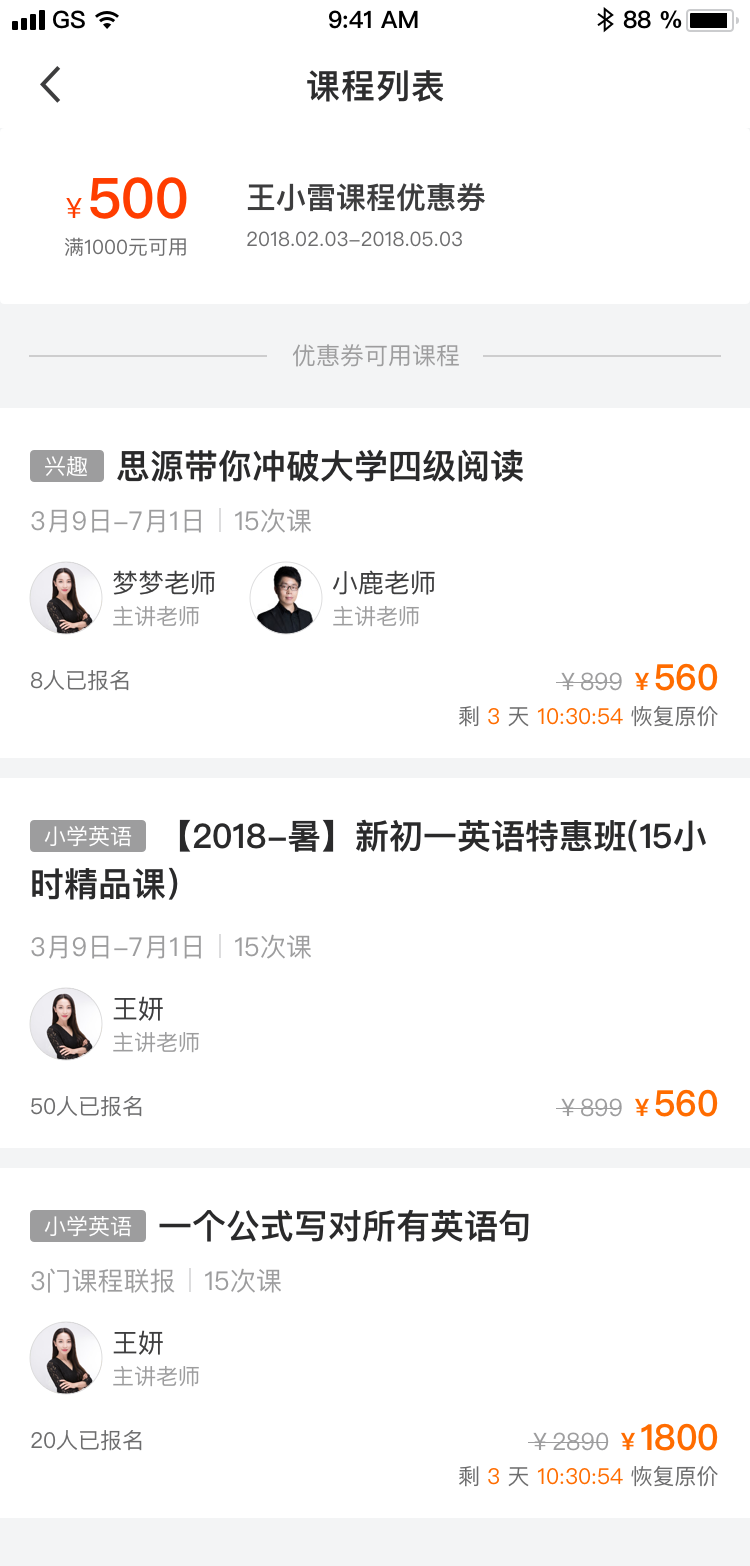 GS 9:41 AM 88 %
课程列表
¥500 王小雷课程优惠券
满1000元可用 2018.02.03–2018.05.03
优惠券可用课程
兴趣 思源带你冲破大学四级阅读
3月9日–7月1日 15次课
梦梦老师 小鹿老师
主讲老师 主讲老师
8人已报名 ¥899 ¥560
剩 3 天 10:30:54 恢复原价
小学英语 【2018–暑】新初一英语特惠班(15小
时精品课）
3月9日–7月1日 15次课
王妍
主讲老师
50人已报名 ¥899 ¥560
小学英语 一个公式写对所有英语句
3门课程联报 15次课
王妍
主讲老师
20人已报名 ¥2890 ¥1800
剩 3 天 10:30:54 恢复原价